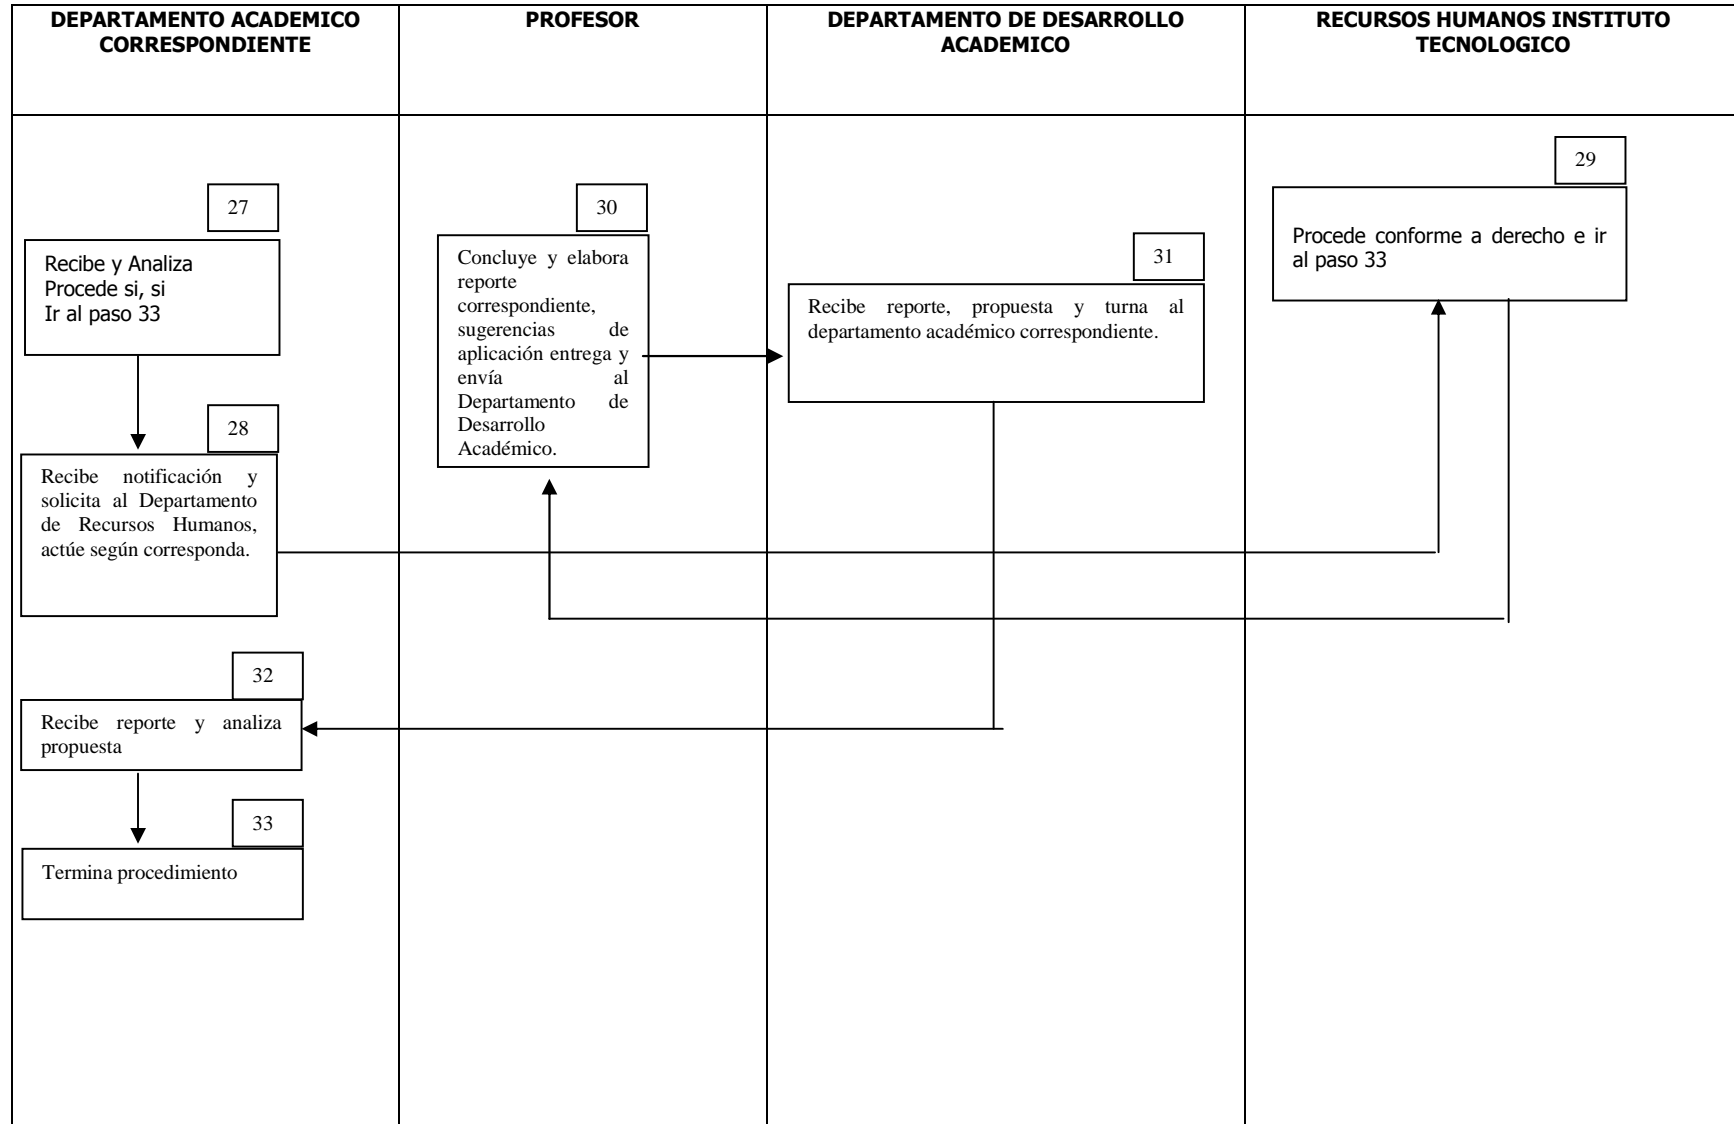 DEPARTAMENTO ACADEMICO
CORRESPONDIENTE
PROFESOR
DEPARTAMENTO DE DESARROLLO
ACADEMICO
RECURSOS HUMANOS INSTITUTO
TECNOLOGICO
27
Recibe y Analiza
Procede si, si
Ir al paso 33
28
Recibe notificación y
solicita al Departamento
de Recursos Humanos,
actúe según corresponda.
32
Recibe reporte y analiza
propuesta
33
Termina procedimiento
30
Concluye y elabora
reporte
correspondiente,
sugerencias de
aplicación entrega y
envía al
Departamento de
Desarrollo
Académico.
31
Recibe reporte, propuesta y turna al
departamento académico correspondiente.
29
Procede conforme a derecho e ir
al paso 33